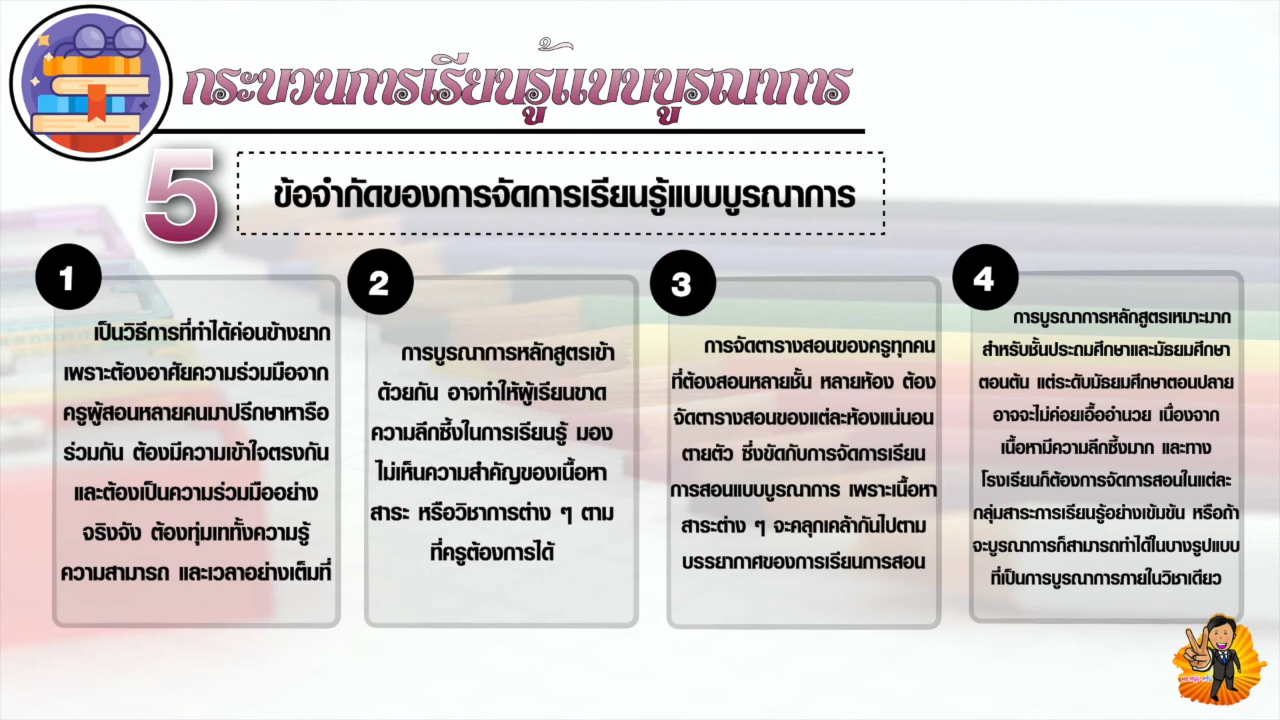 กระบวนการเรียนรู้แบบบูรณาการ
5
ข้อจำกัดของการจัดการเรียนรู้แบบบูรณาการ
1
เป็นวิธีการที่ทำได้ค่อนข้างยาก
เพราะต้องอาศัยความร่วมมือจาก
ครูผู้สอนหลายคนมาปรึกษาหารือ
ร่วมกัน ต้องมีความเข้าใจตรงกัน
และต้องเป็นความร่วมมืออย่าง
จริงจัง ต้องทุ่มเททั้งความรู้
ความสามารถ และเวลาอย่างเต็มที่
2
การบูรณาการหลักสูตรเข้า
ด้วยกัน อาจทำให้ผู้เรียนขาด
ความลึกซึ้งในการเรียนรู้ มอง
ไม่เห็นความสำคัญของเนื้อหา
สาระ หรือวิชาการต่าง ๆ ตาม
ที่ครูต้องการได้
3
การจัดตารางสอนของครูทุกคน
ที่ต้องสอนหลายชั้น หลายห้อง ต้อง
จัดตารางสอนของแต่ละห้องแน่นอน
ตายตัว ซึ่งขัดกับการจัดการเรียน
การสอนแบบบูรณาการ เพราะเนื้อหา
สาระต่าง ๆ จะคลุกเคล้ากันไปตาม
บรรยากาศของการเรียนการสอน
4
การบูรณาการหลักสูตรเหมาะมาก
สำหรับชั้นประถมศึกษาและมัธยมศึกษา
ตอนต้น แต่ระดับมัธยมศึกษาตอนปลาย
อาจจะไม่ค่อยเอื้ออำนวย เนื่องจาก
เนื้อหามีความลึกซึ้งมาก และทาง
โรงเรียนก็ต้องการจัดการสอนในแต่ละ
กลุ่มสาระการเรียนรู้อย่างเข้มข้น หรือถ้า
จะบูรณาการก็สามารถทำได้ในบางรูปแบบ
ที่เป็นการบูรณาการภายในวิชาเดียว